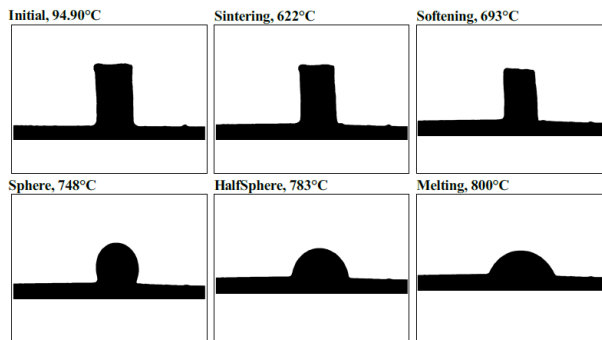 Initial, 94.90°C
Sintering, 622°C
Softening, 693°C
Sphere, 748°C
HalfSphere, 783°C
Melting, 800°C